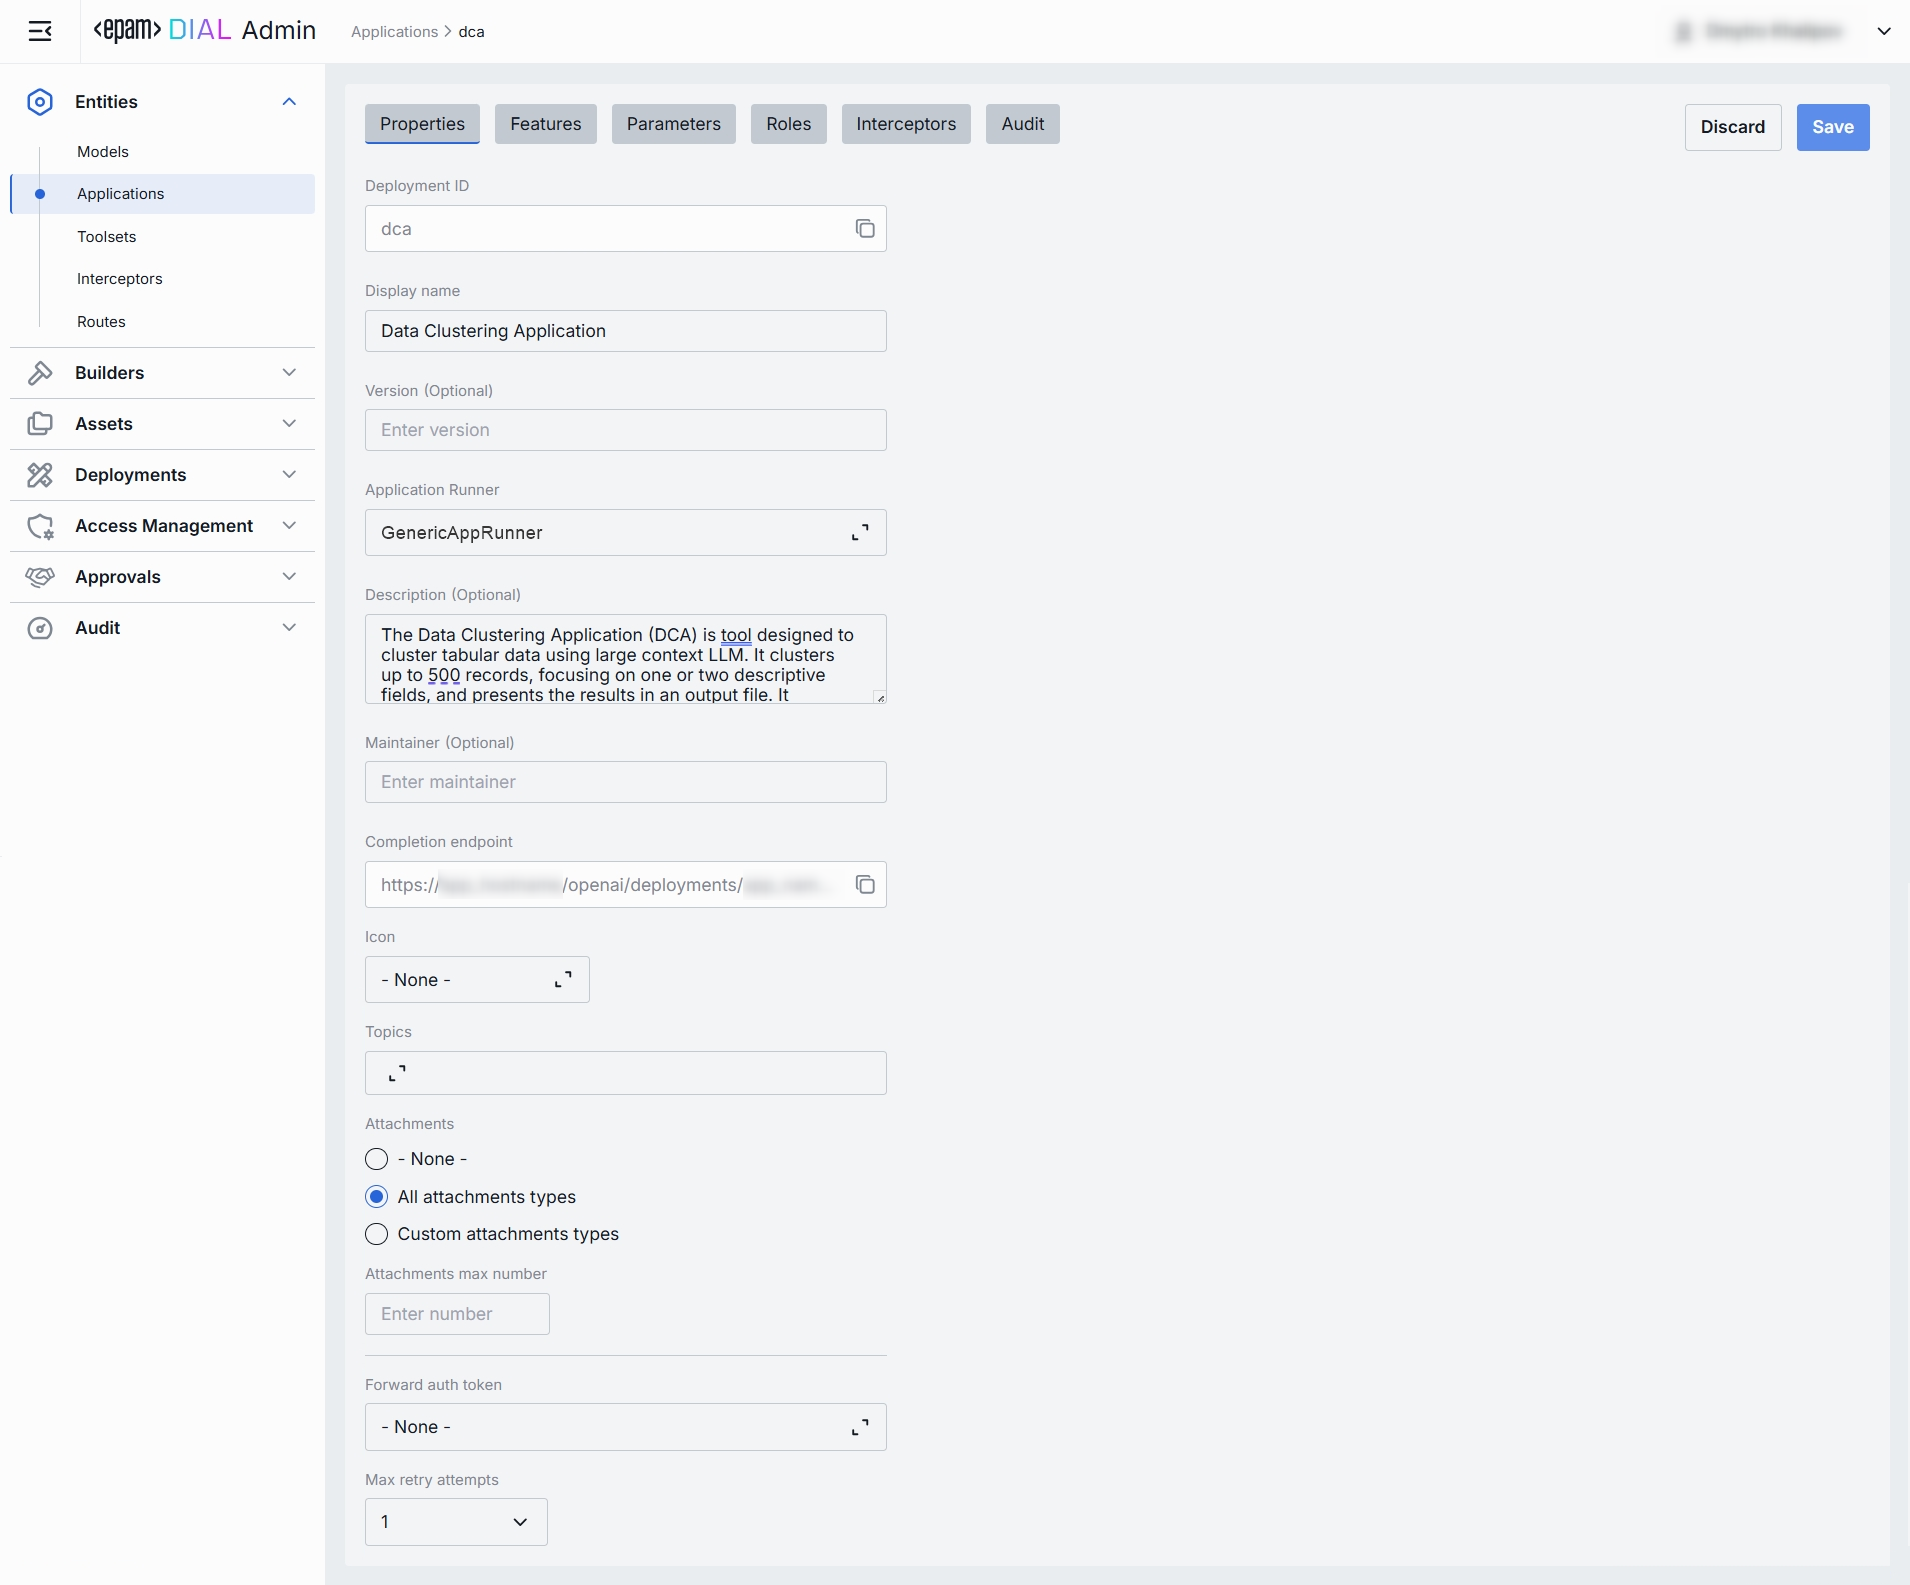 <epam> DIAL Admin
Applications > dca
Entities
Models
Applications
Toolsets
Interceptors
Routes
Builders
Assets
Deployments
Access Management
Approvals
Audit
Properties Features Parameters Roles Interceptors Audit
Discard Save
Deployment ID
dca
Display name
Data Clustering Application
Version (Optional)
Enter version
Application Runner
GenericAppRunner
Description (Optional)
The Data Clustering Application (DCA) is tool designed to
cluster tabular data using large context LLM. It clusters
up to 500 records, focusing on one or two descriptive
fields, and presents the results in an output file. It
Maintainer (Optional)
Enter maintainer
Completion endpoint
https:// /openai/deployments/
Icon
- None -
Topics
Attachments
- None -
All attachments types
Custom attachments types
Attachments max number
Enter number
Forward auth token
- None -
Max retry attempts
1